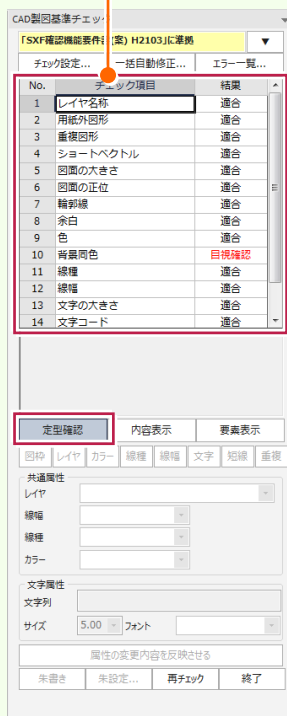 CAD製図基準チェッ
「SXF確認機能要件書(案) H2103」に準拠
チェック設定... 一括自動修正... エラー一覧...
No. チェック項目 結果
1 レイヤ名称 適合
2 用紙外図形 適合
3 重複図形 適合
4 ショートベクトル 適合
5 図面の大きさ 適合
6 図面の正位 適合
7 輪郭線 適合
8 余白 適合
9 色 適合
10 背景同色 目視確認
11 線種 適合
12 線幅 適合
13 文字の大きさ 適合
14 文字コード 適合
定型確認 内容表示 要素表示
図枠 レイヤ カラー 線種 線幅 文字 短線 重複
共通属性
レイヤ
線幅
線種
カラー
文字属性
文字列
サイズ 5.00 フォント
属性の変更内容を反映させる
朱書き 朱設定... 再チェック 終了